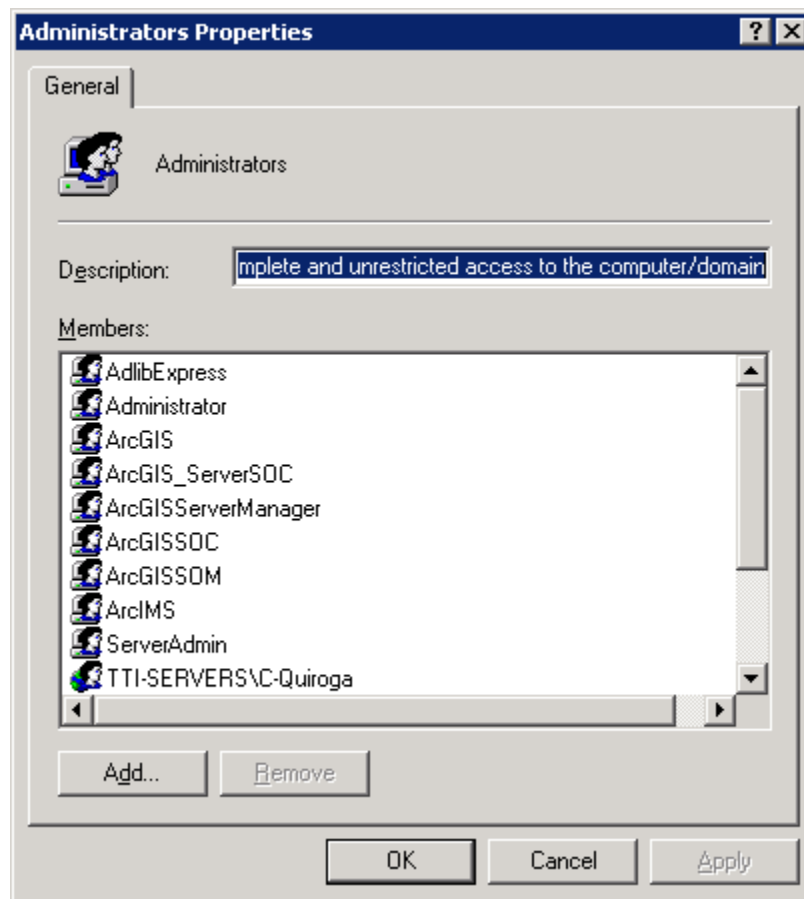 Administrators Properties
General
Administrators
Description: mplete and unrestricted access to the computer/domain
Members:
AdlibExpress
Administrator
ArcGIS
ArcGIS_ServerSOC
ArcGISServerManager
ArcGISSOC
ArcGISSOM
ArcIMS
ServerAdmin
TTI-SERVERS\C-Quiroga
Add... Remove
OK Cancel Apply